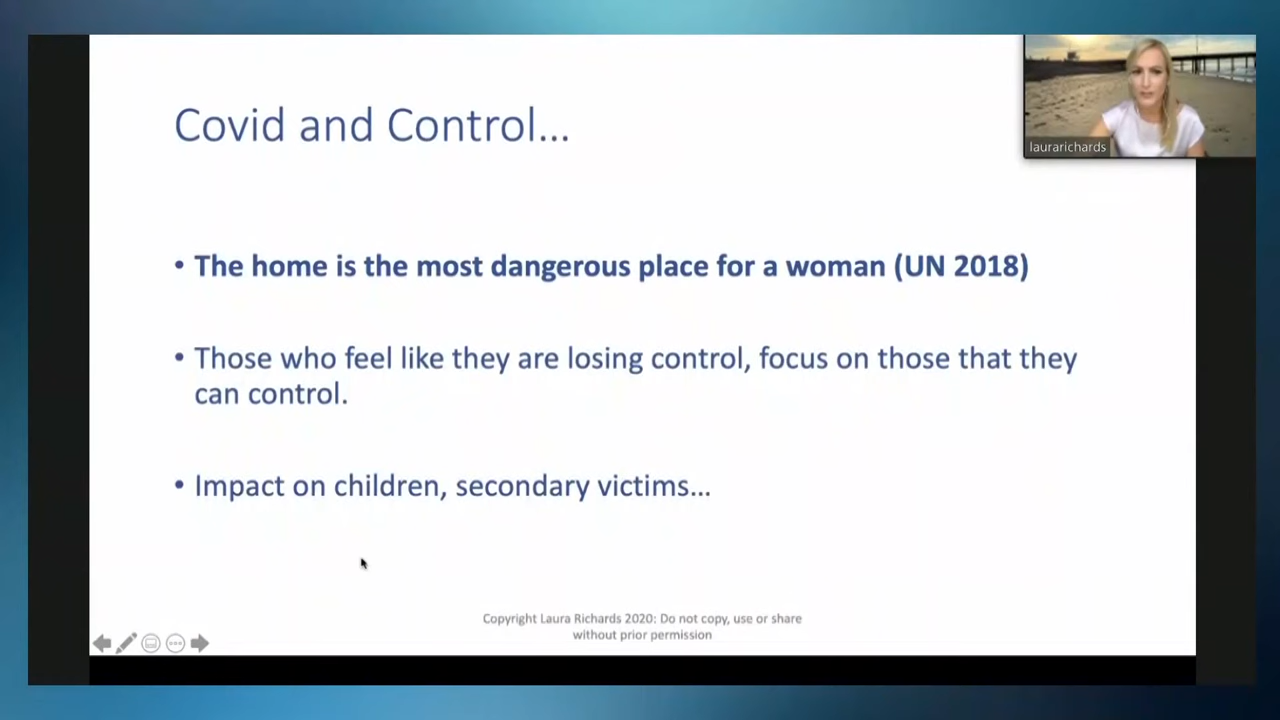 laurarichards
Covid and Control...
• The home is the most dangerous place for a woman (UN 2018)
• Those who feel like they are losing control, focus on those that they
can control.
• Impact on children, secondary victims...
Copyright Laura Richards 2020: Do not copy, use or share
without prior permission